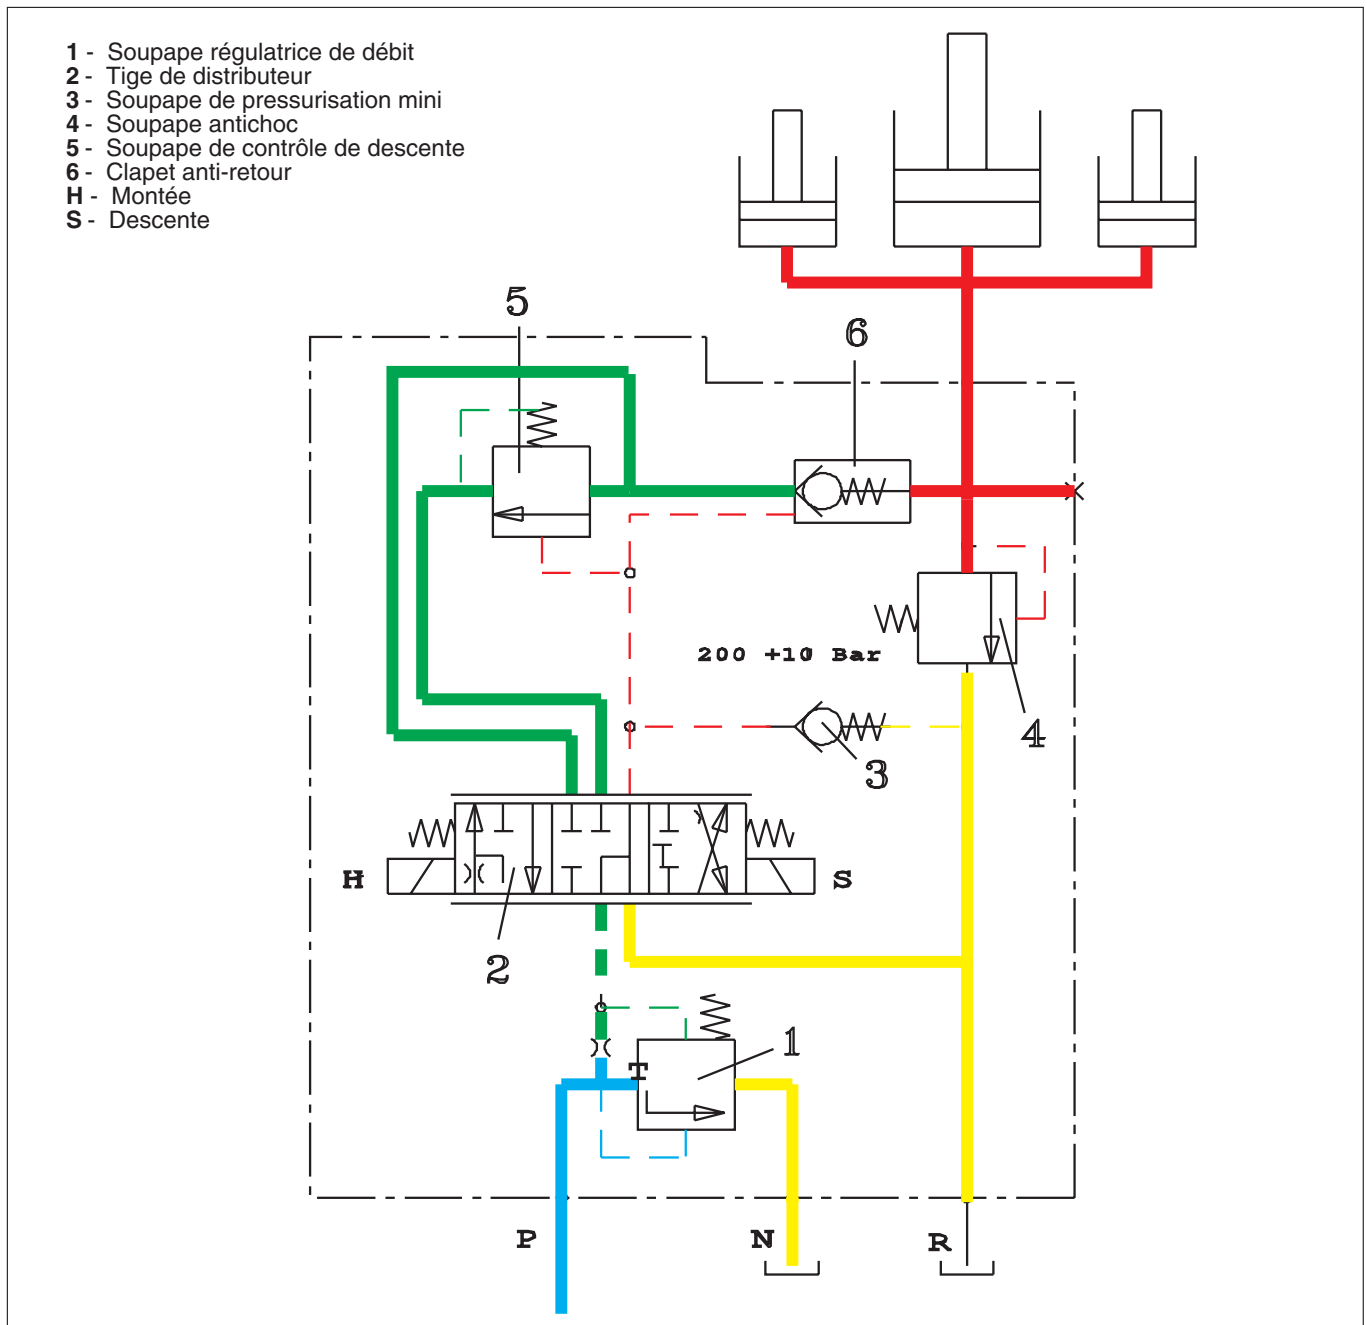 1 - Soupape régulatrice de débit
2 - Tige de distributeur
3 - Soupape de pressurisation mini
4 - Soupape antichoc
5 - Soupape de contrôle de descente
6 - Clapet anti-retour
H - Montée
S - Descente
5
6
200 +10 Bar
4
3
H
S
2
1
T
P
N
R